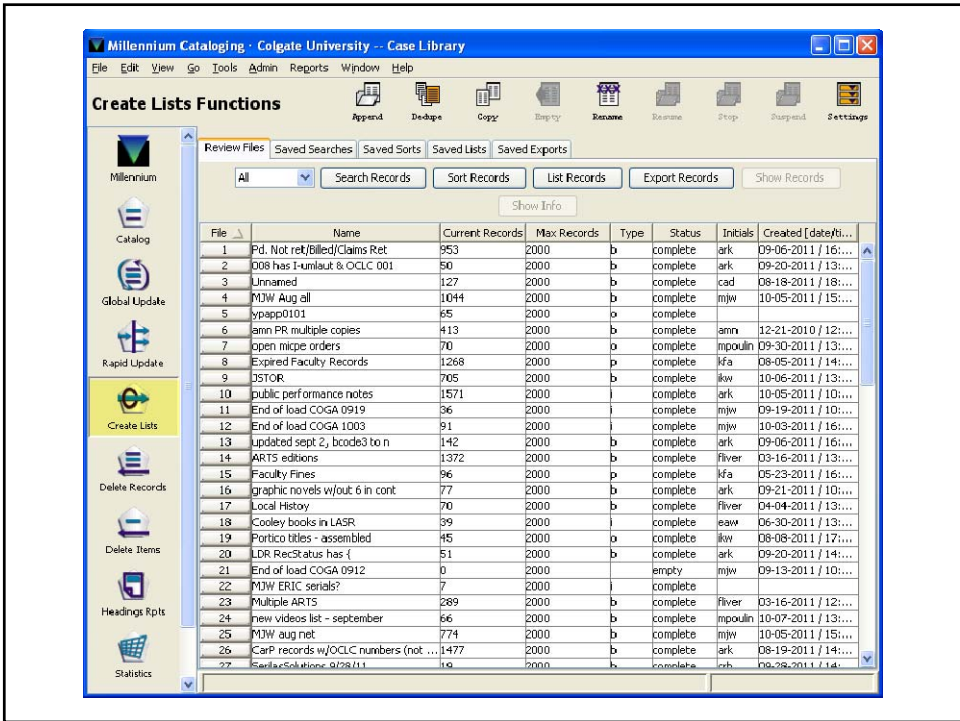 Millennium Cataloging · Colgate University -- Case Library
File Edit View Go Tools Admin Reports Window Help
Create Lists Functions
Append Dedupe Copy Empty Rename Resume Stop Suspend Settings
Millennium
Catalog
Global Update
Rapid Update
Create Lists
Delete Records
Delete Items
Headings Rpts
Statistics
Review Files Saved Searches Saved Sorts Saved Lists Saved Exports
All Search Records Sort Records List Records Export Records Show Records
Show Info
File Name Current Records Max Records Type Status Initials Created [date/ti...
1 Pd. Not ret/Billed/Claims Ret 953 2000 b complete ark 09-06-2011 / 16:...
2 008 has I-umlaut & OCLC 001 50 2000 b complete ark 09-20-2011 / 13:...
3 Unnamed 127 2000 b complete cad 08-18-2011 / 18:...
4 MJW Aug all 1044 2000 b complete mjw 10-05-2011 / 15:...
5 ypapp0101 65 2000 o complete
6 amn PR multiple copies 413 2000 b complete amn 12-21-2010 / 12:...
7 open micpe orders 70 2000 o complete mpoulin 09-30-2011 / 13:...
8 Expired Faculty Records 1268 2000 p complete kfa 08-05-2011 / 14:...
9 JSTOR 705 2000 b complete ikw 10-06-2011 / 13:...
10 public performance notes 1571 2000 i complete ark 10-05-2011 / 10:...
11 End of load COGA 0919 36 2000 i complete mjw 09-19-2011 / 10:...
12 End of load COGA 1003 91 2000 i complete mjw 10-03-2011 / 16:...
13 updated sept 2, bcode3 to n 142 2000 b complete ark 09-06-2011 / 16:...
14 ARTS editions 1372 2000 b complete fliver 03-16-2011 / 13:...
15 Faculty Fines 96 2000 p complete kfa 05-23-2011 / 16:...
16 graphic novels w/out 6 in cont 77 2000 b complete ark 09-21-2011 / 10:...
17 Local Histoy 70 2000 b complete fliver 04-04-2011 / 13:...
18 Cooley books in LASR 39 2000 i complete eaw 06-30-2011 / 13:...
19 Portico titles - assembled 45 2000 o complete ikw 08-08-2011 / 17:...
20 LDR RecStatus has { 51 2000 b complete ark 09-20-2011 / 14:...
21 End of load COGA 0912 0 2000 empty mjw 09-13-2011 / 10:...
22 MJW ERIC serials? 7 2000 i complete
23 Multiple ARTS 289 2000 b complete fliver 03-16-2011 / 12:...
24 new videos list - september 66 2000 b complete mpoulin 10-07-2011 / 13:...
25 MJW aug net 774 2000 b complete mjw 10-05-2011 / 15:...
26 CarP records w/OCLC numbers (not ... 1477 2000 b complete ark 08-19-2011 / 14:...
27 SerilasSolutions 9/28/11 19 2000 b complete crh 09-28-2011 / 14:...